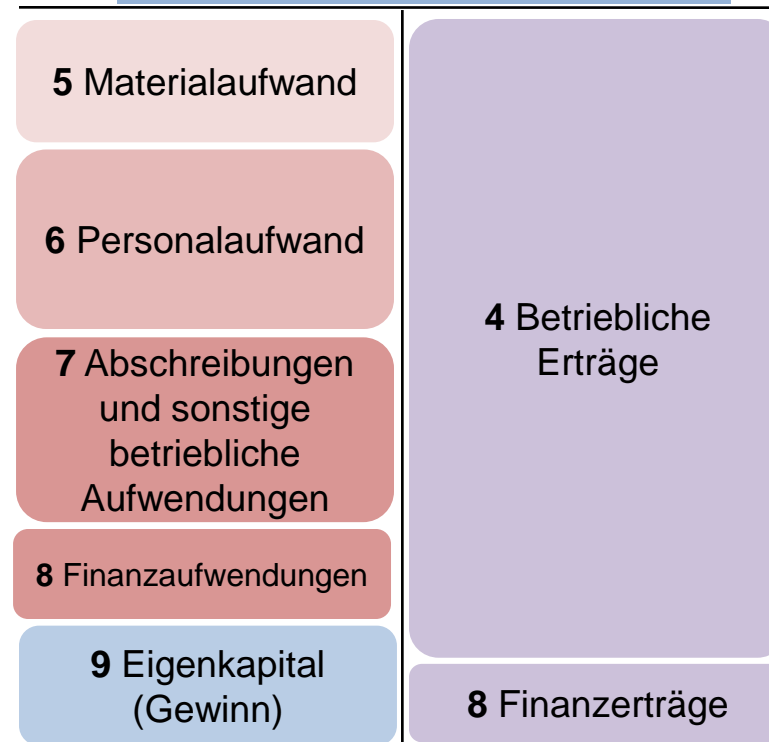 5 Materialaufwand
6 Personalaufwand
7 Abschreibungen
und sonstige
betriebliche
Aufwendungen
8 Finanzaufwendungen
9 Eigenkapital
(Gewinn)
4 Betriebliche
Erträge
8 Finanzerträge